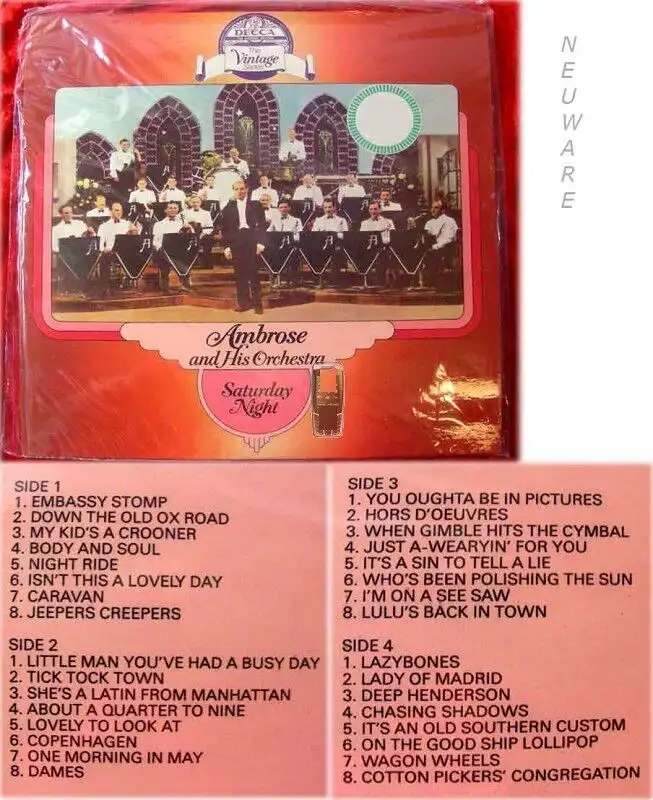 DECCA
The
Vintage
Series
NEUWARE
Ambrose
and His Orchestra
Saturday
Night
SIDE 1
1. EMBASSY STOMP
2. DOWN THE OLD OX ROAD
3. MY KID'S A CROONER
4. BODY AND SOUL
5. NIGHT RIDE
6. ISN'T THIS A LOVELY DAY
7. CARAVAN
8. JEEPERS CREEPERS
SIDE 2
1. LITTLE MAN YOU'VE HAD A BUSY DAY
2. TICK TOCK TOWN
3. SHE'S A LATIN FROM MANHATTAN
4. ABOUT A QUARTER TO NINE
5. LOVELY TO LOOK AT
6. COPENHAGEN
7. ONE MORNING IN MAY
8. DAMES
SIDE 3
1. YOU OUGHTA BE IN PICTURES
2. HORS D'OEUVRES
3. WHEN GIMBLE HITS THE CYMBAL
4. JUST A-WEARYIN' FOR YOU
5. IT'S A SIN TO TELL A LIE
6. WHO'S BEEN POLISHING THE SUN
7. I'M ON A SEE SAW
8. LULU'S BACK IN TOWN
SIDE 4
1. LAZYBONES
2. LADY OF MADRID
3. DEEP HENDERSON
4. CHASING SHADOWS
5. IT'S AN OLD SOUTHERN CUSTOM
6. ON THE GOOD SHIP LOLLIPOP
7. WAGON WHEELS
8. COTTON PICKERS' CONGREGATION